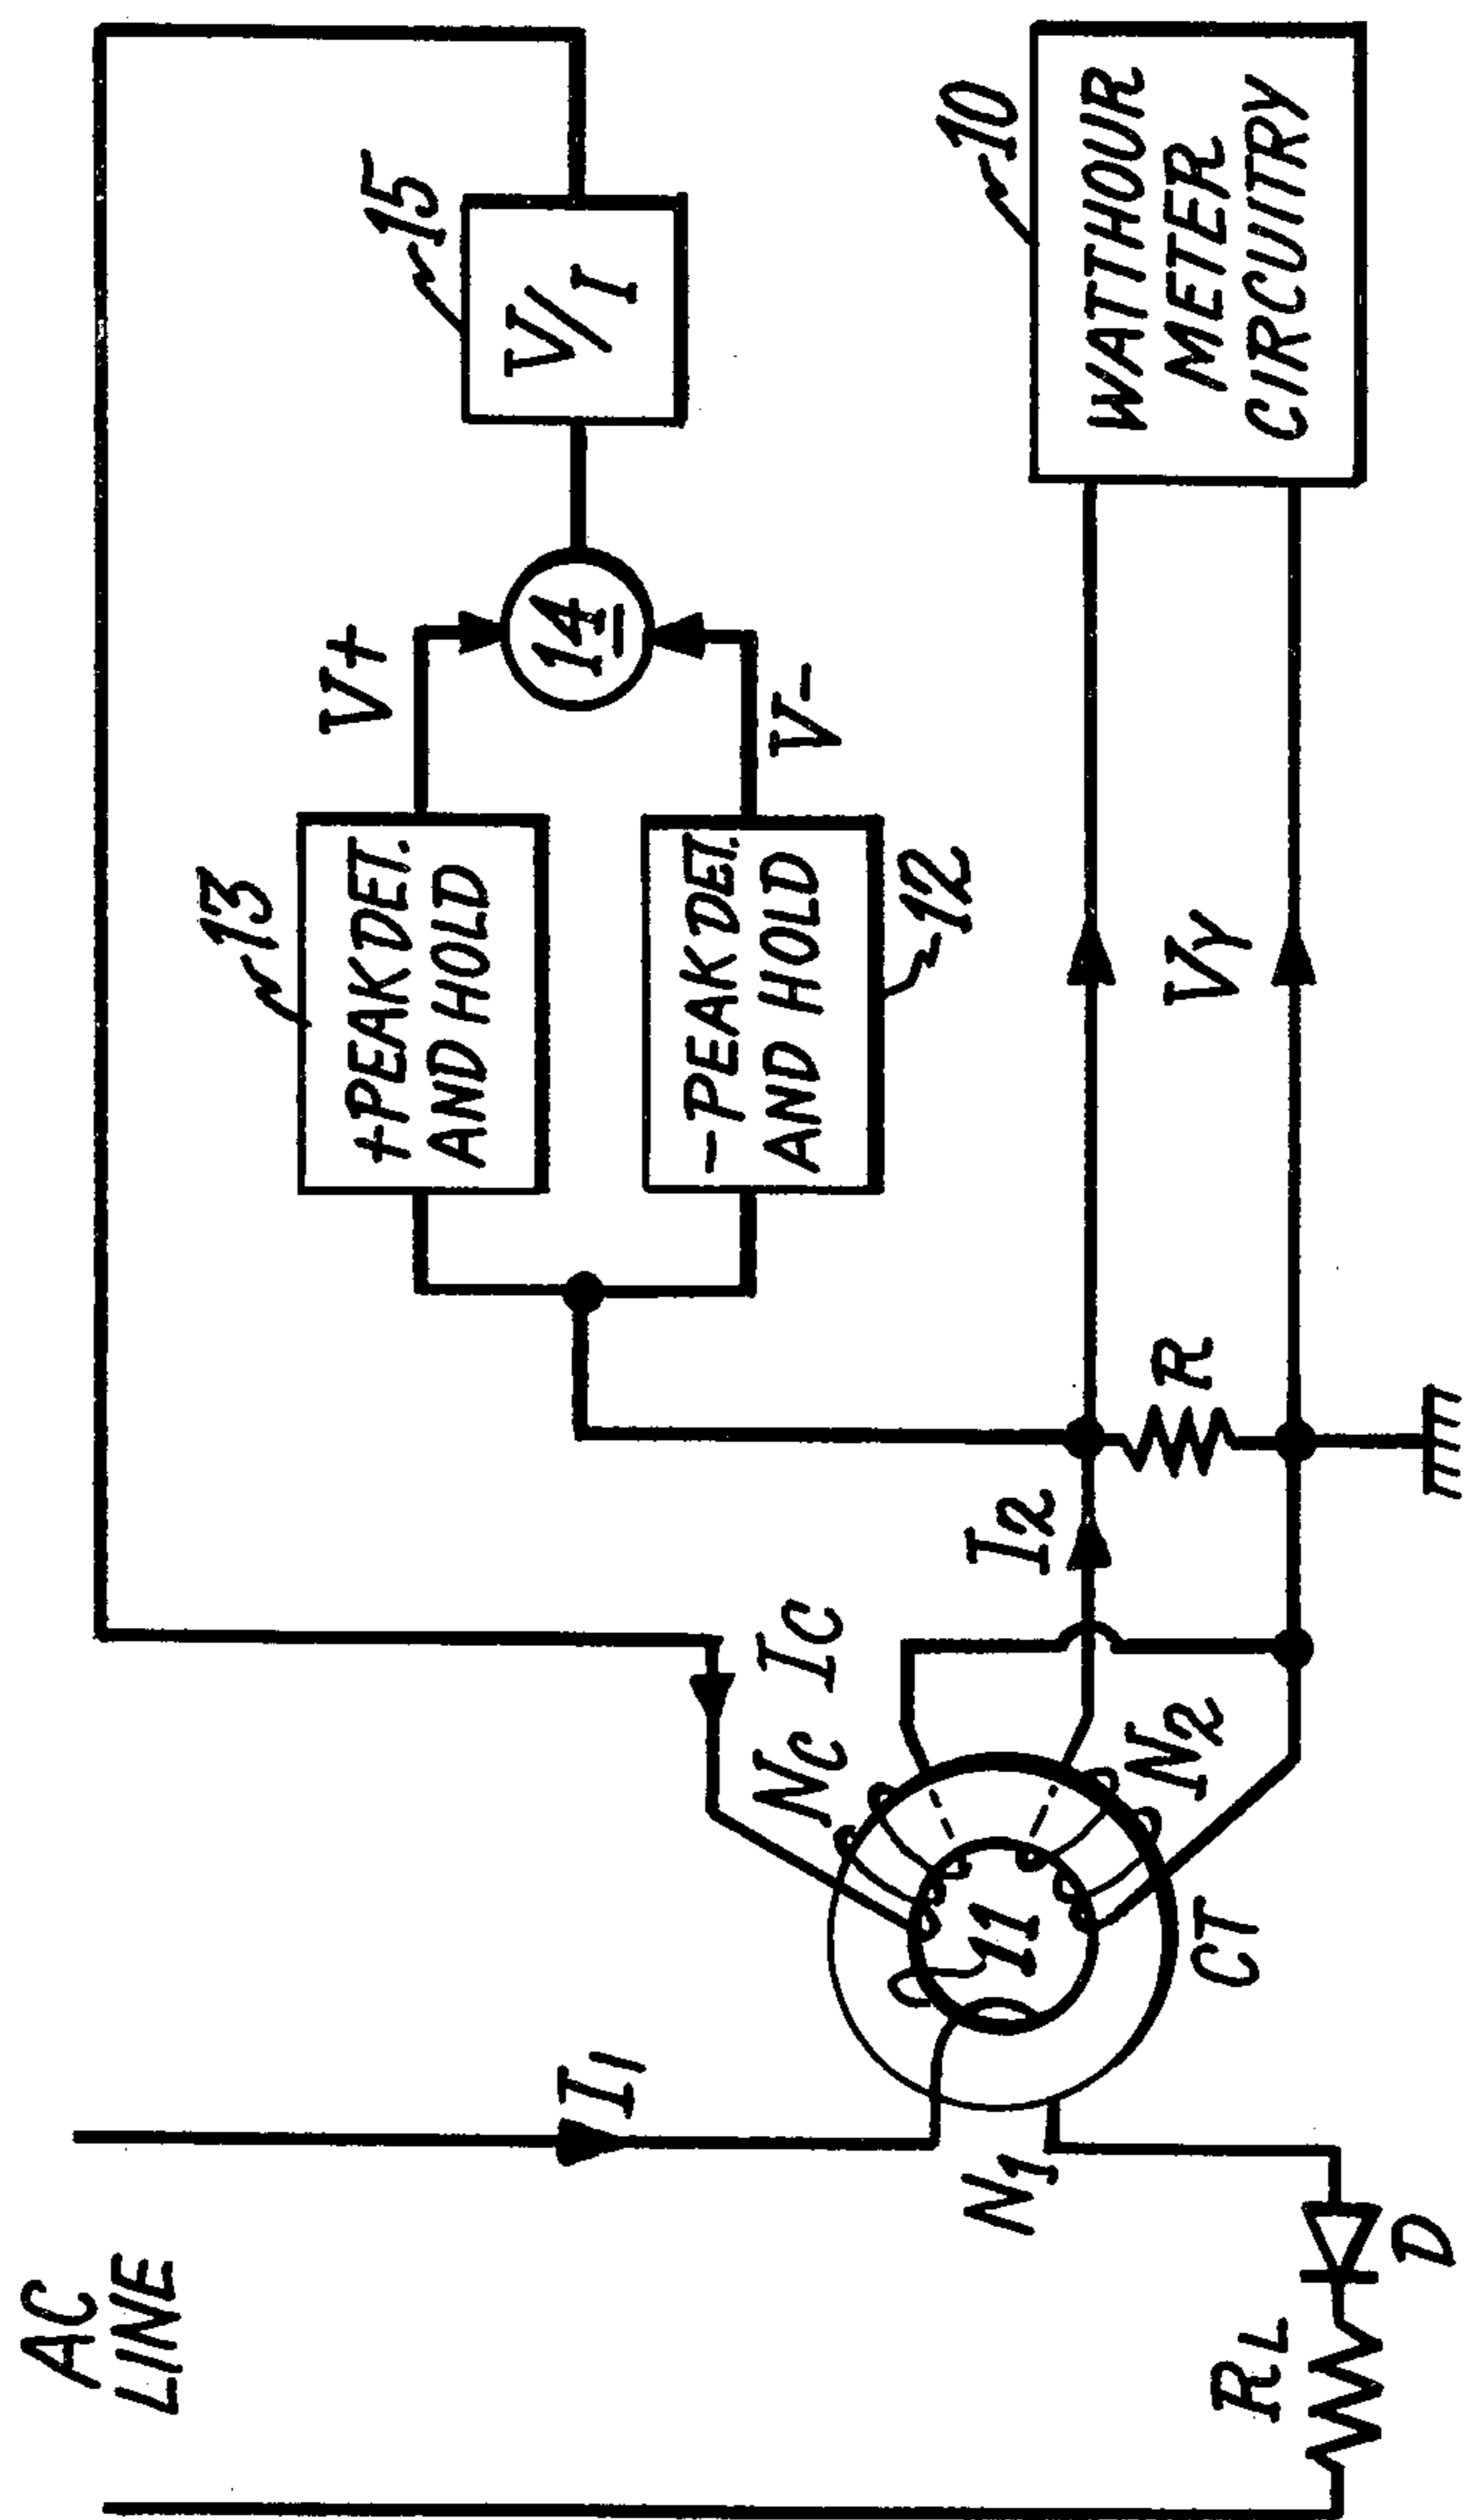 AC
LINE
I1
N1
RL
D
CT
11
NC
IC
N2
I2
R
Vy
13
+PEAK DET.
AND HOLD
-PEAK DET.
AND HOLD
12
V+
V-
14
15
V/I
10
WATTHOUR
METER
CIRCUITRY